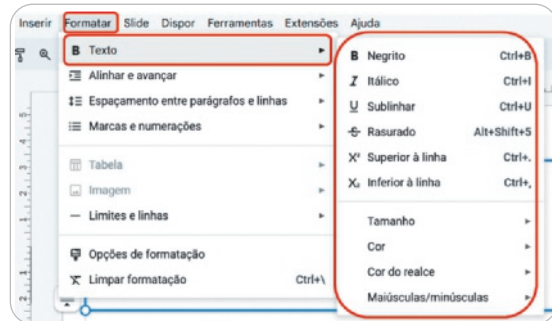 Inserir Formatar Slide Dispor Ferramentas Extensões Ajuda
B Texto
Alinhar e avançar
Espaçamento entre parágrafos e linhas
Marcas e numerações
Tabela
Imagem
Limites e linhas
Opções de formatação
Limpar formatação Ctrl+\
B Negrito Ctrl+B
I Itálico Ctrl+I
U Sublinhar Ctrl+U
S Rasurado Alt+Shift+5
X² Superior à linha Ctrl+.
X₂ Inferior à linha Ctrl+,
Tamanho
Cor
Cor do realce
Maiúsculas/minúsculas